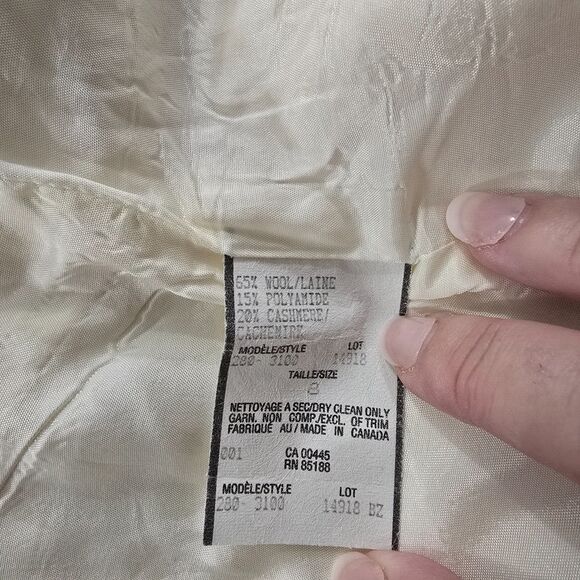 65% WOOL/LAINE
15% POLYAMIDE
20% CASHMERE/
CACHEMIRE
MODÈLE/STYLE LOT
280- 3100 14918
TAILLE/SIZE
8
NETTOYAGE A SEC/DRY CLEAN ONLY
GARN. NON COMP./EXCL. OF TRIM
FABRIQUÉ AU / MADE IN CANADA
001 CA 00445
RN 85188
MODÈLE/STYLE LOT
280- 3100 14918 BZ